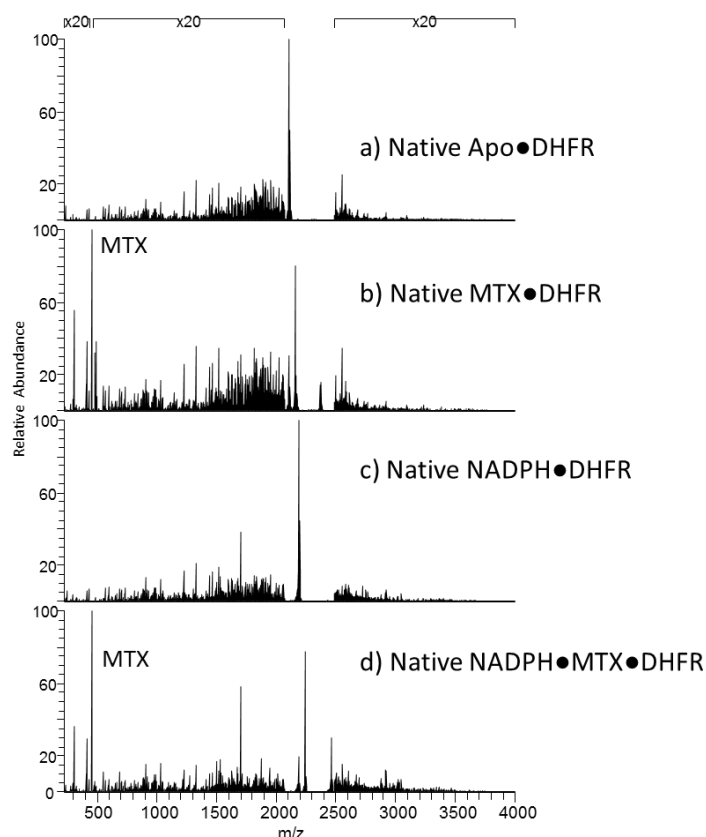 x20 x20 x20
100
60
20
a) Native Apo●DHFR
100
MTX
60
20
b) Native MTX●DHFR
Relative Abundance
100
60
20
c) Native NADPH●DHFR
100
MTX
60
20
0
d) Native NADPH●MTX●DHFR
500 1000 1500 2000 2500 3000 3500 4000
m/z